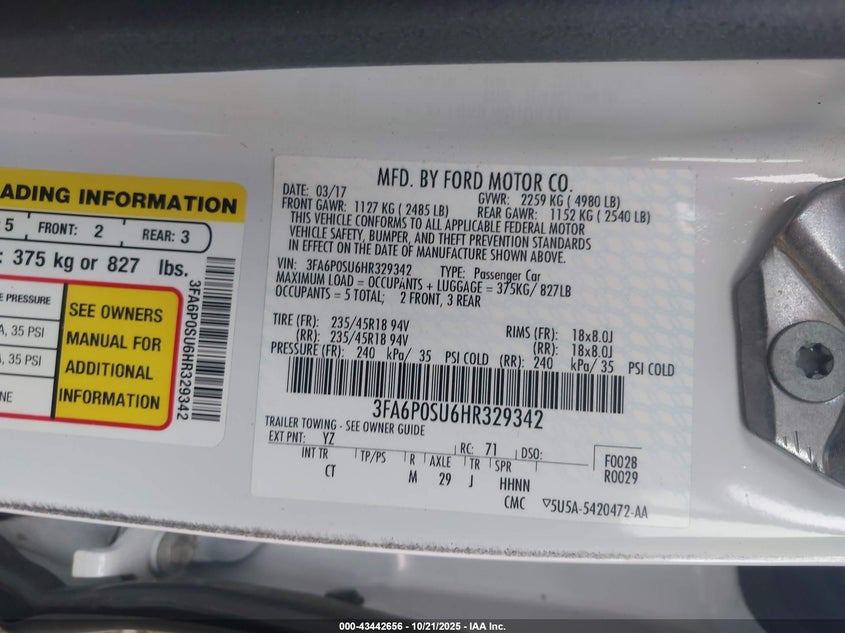 ADING INFORMATION
5 FRONT: 2 REAR: 3
: 375 kg or 827 lbs.
E PRESSURE
A, 35 PSI
A, 35 PSI
NE
SEE OWNERS
MANUAL FOR
ADDITIONAL
INFORMATION
3FA6P0SU6HR329342
MFD. BY FORD MOTOR CO.
DATE: 03/17 GVWR: 2259 KG ( 4980 LB)
FRONT GAWR: 1127 KG ( 2485 LB) REAR GAWR: 1152 KG ( 2540 LB)
THIS VEHICLE CONFORMS TO ALL APPLICABLE FEDERAL MOTOR
VEHICLE SAFETY, BUMPER, AND THEFT PREVENTION STANDARDS
IN EFFECT ON THE DATE OF MANUFACTURE SHOWN ABOVE.
VIN: 3FA6P0SU6HR329342 TYPE: Passenger Car
MAXIMUM LOAD = OCCUPANTS + LUGGAGE = 375KG/ 827LB
OCCUPANTS = 5 TOTAL; 2 FRONT, 3 REAR
TIRE (FR): 235/45R18 94V RIMS (FR): 18x8.0J
(RR): 235/45R18 94V (RR): 18x8.0J
PRESSURE (FR): 240 kPa/ 35 PSI COLD (RR): 240 kPa/ 35 PSI COLD
3FA6P0SU6HR329342
TRAILER TOWING - SEE OWNER GUIDE
EXT PNT: YZ RC: 71 DSO:
INT TR TP/PS R AXLE TR SPR
CT M 29 J HHNN
F0028
R0029
CMC ▽5U5A-5420472-AA
000-43442656 - 10/21/2025 - IAA Inc.